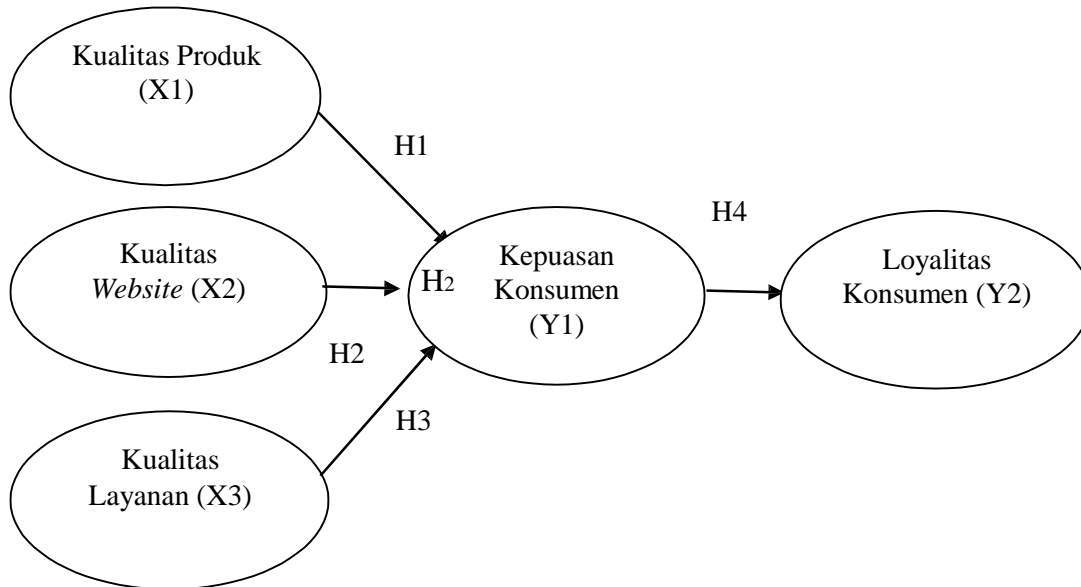 Kualitas Produk
(X1)
H1
H4
Kualitas
Website (X2)
H2
Kepuasan
Konsumen
(Y1)
Loyalitas
Konsumen (Y2)
H2
H3
Kualitas
Layanan (X3)